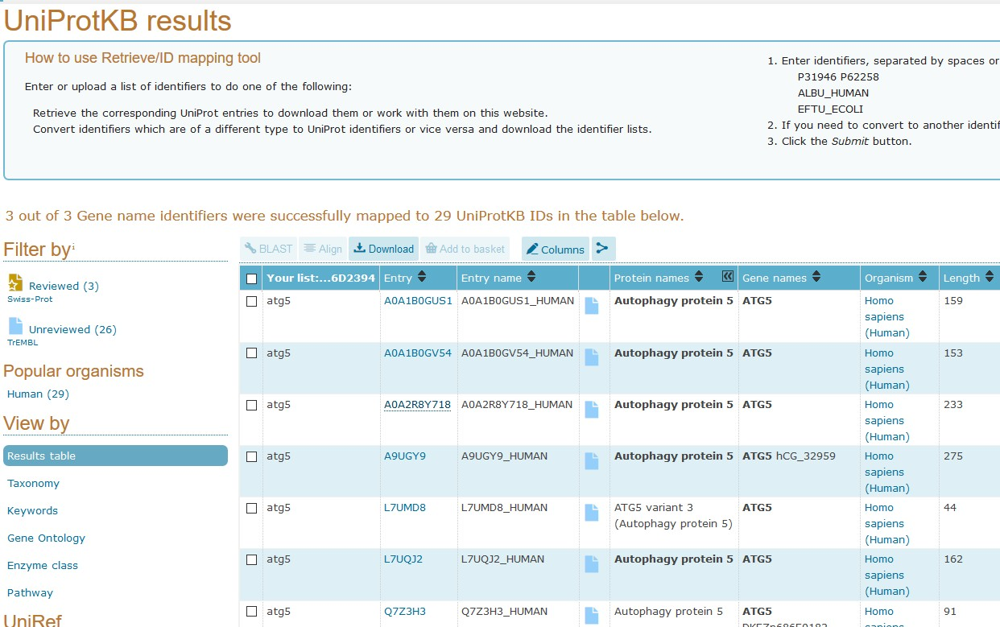 UniProtKB results
How to use Retrieve/ID mapping tool
Enter or upload a list of identifiers to do one of the following:
Retrieve the corresponding UniProt entries to download them or work with them on this website.
Convert identifiers which are of a different type to UniProt identifiers or vice versa and download the identifier lists.
1. Enter identifiers, separated by spaces or
P31946 P62258
ALBU_HUMAN
EFTU_ECOLI
2. If you need to convert to another identif
3. Click the Submit button.
3 out of 3 Gene name identifiers were successfully mapped to 29 UniProtKB IDs in the table below.
Filter by i
Reviewed (3)
Swiss-Prot
Unreviewed (26)
TrEMBL
Popular organisms
Human (29)
View by
Results table
Taxonomy
Keywords
Gene Ontology
Enzyme class
Pathway
UniRef
BLAST Align Download Add to basket Columns
Your list:...6D2394 Entry Entry name Protein names Gene names Organism Length
atg5 A0A1B0GUS1 A0A1B0GUS1_HUMAN Autophagy protein 5 ATG5 Homo 159
sapiens
(Human)
atg5 A0A1B0GV54 A0A1B0GV54_HUMAN Autophagy protein 5 ATG5 Homo 153
sapiens
(Human)
atg5 A0A2R8Y718 A0A2R8Y718_HUMAN Autophagy protein 5 ATG5 Homo 233
sapiens
(Human)
atg5 A9UGY9 A9UGY9_HUMAN Autophagy protein 5 ATG5 hCG_32959 Homo 275
sapiens
(Human)
atg5 L7UMD8 L7UMD8_HUMAN ATG5 variant 3 ATG5 Homo 44
(Autophagy protein 5) sapiens
(Human)
atg5 L7UQJ2 L7UQJ2_HUMAN Autophagy protein 5 ATG5 Homo 162
sapiens
(Human)
atg5 Q7Z3H3 Q7Z3H3_HUMAN Autophagy protein 5 ATG5 Homo 91
sapiens